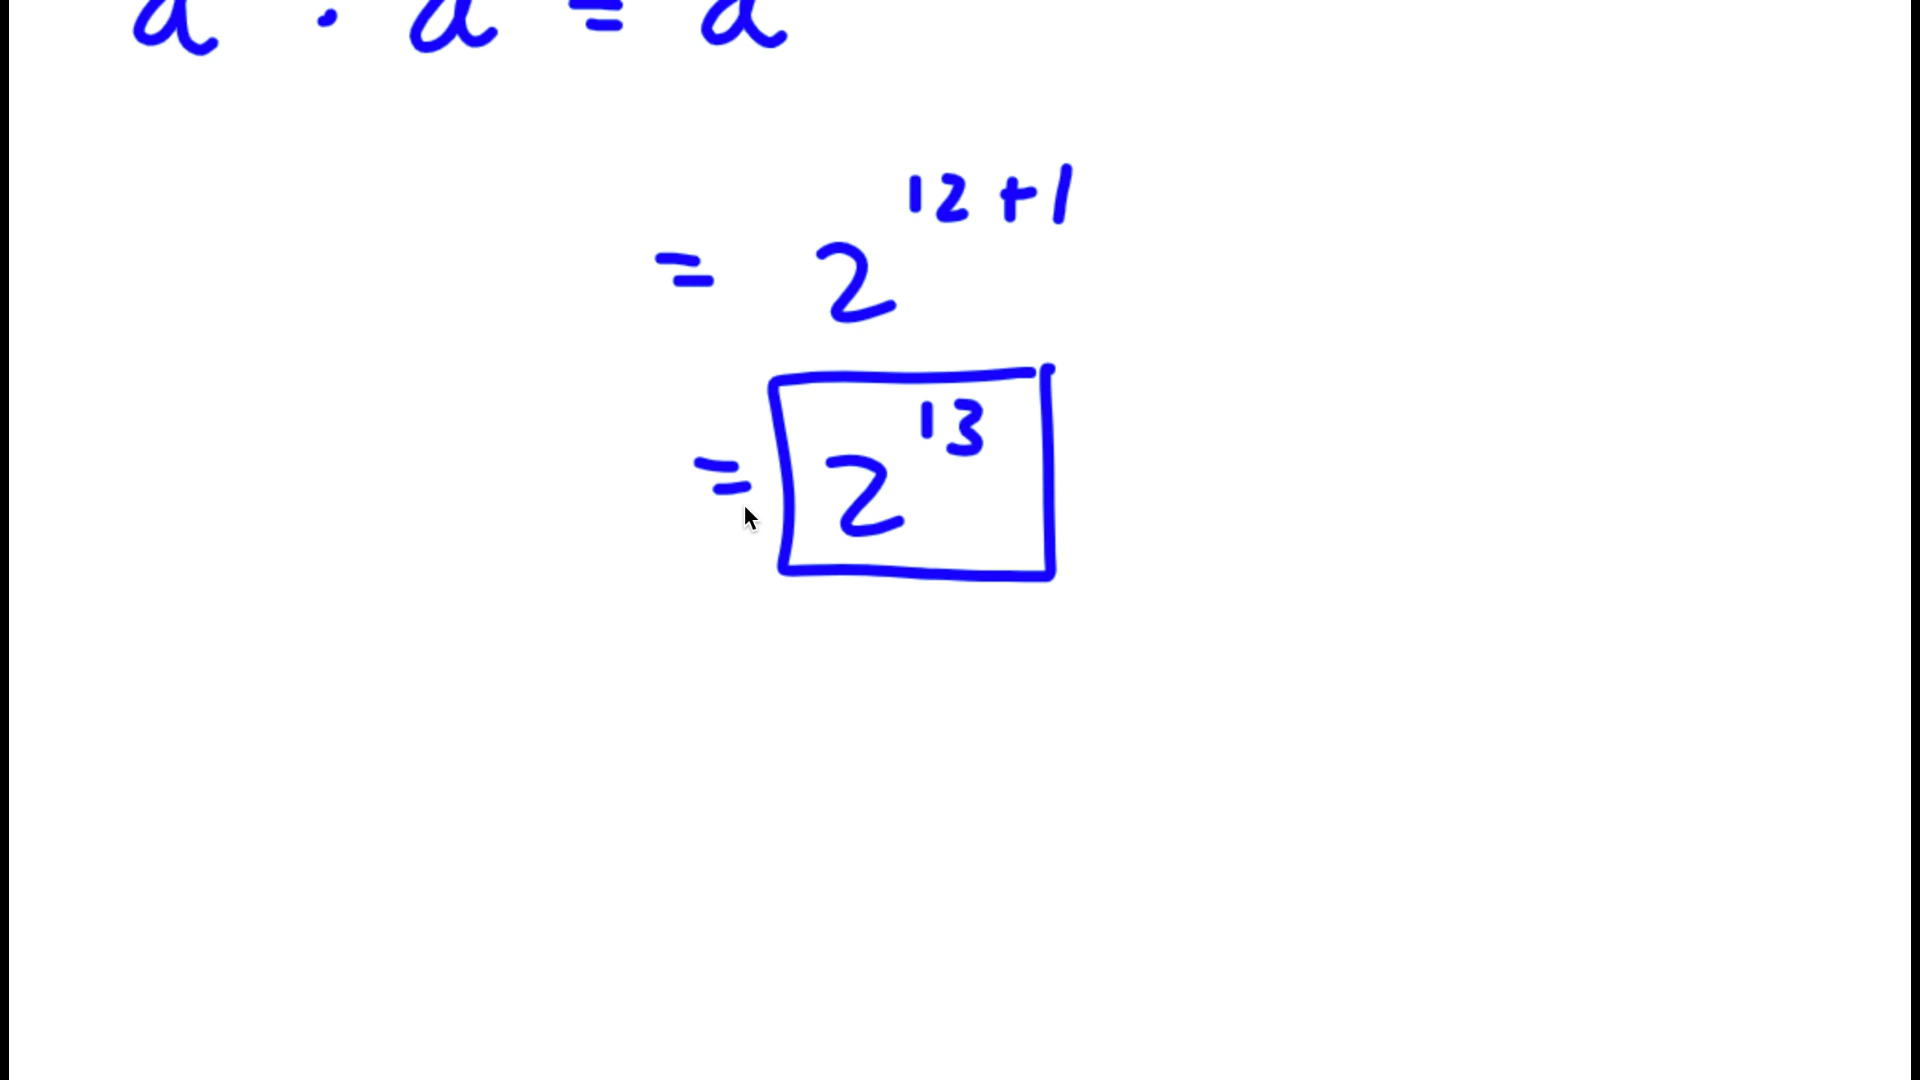 a · a = a
= 2^{12+1}
= 2^{13}